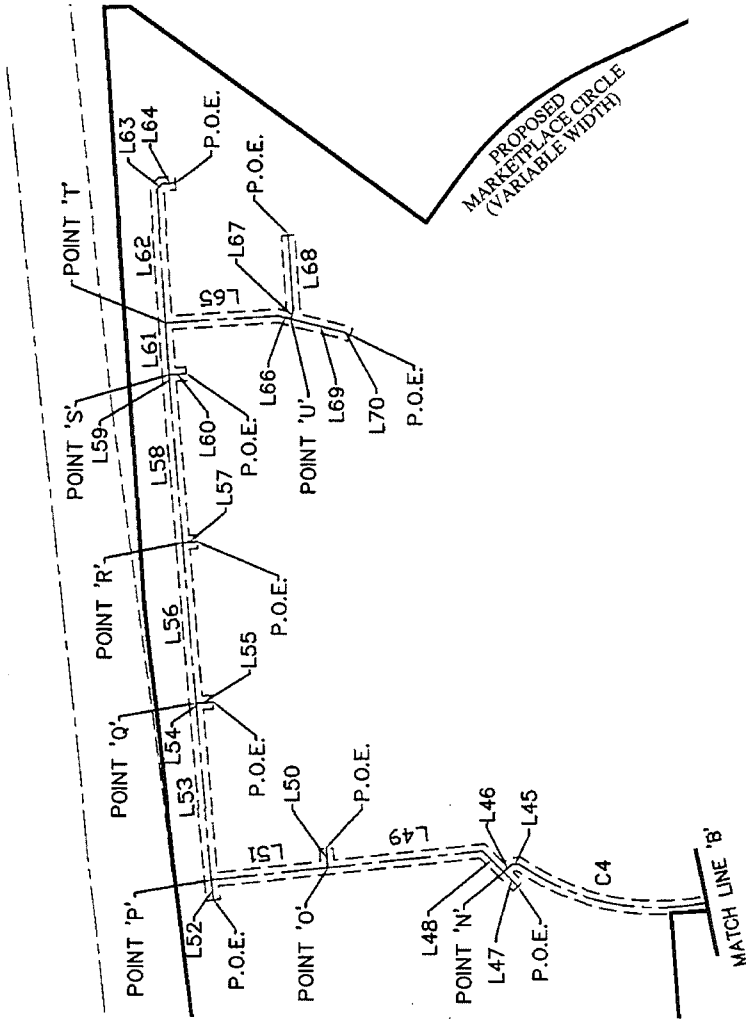 L63
L64
P.O.E.
POINT 'T'
L62
P.O.E.
L67
L68
L65
L61
POINT 'S'
L59
L66
POINT 'U'
L69
L70
P.O.E.
L60
P.O.E.
L58
L57
POINT 'R'
P.O.E.
L56
L55
POINT 'Q'
L54
P.O.E.
L53
L50
P.O.E.
L51
L49
L46
L45
POINT 'P'
L52
P.O.E.
POINT 'O'
L48
POINT 'N'
L47
P.O.E.
C4
MATCH LINE 'B'
PROPOSED
MARKETPLACE CIRCLE
(VARIABLE WIDTH)